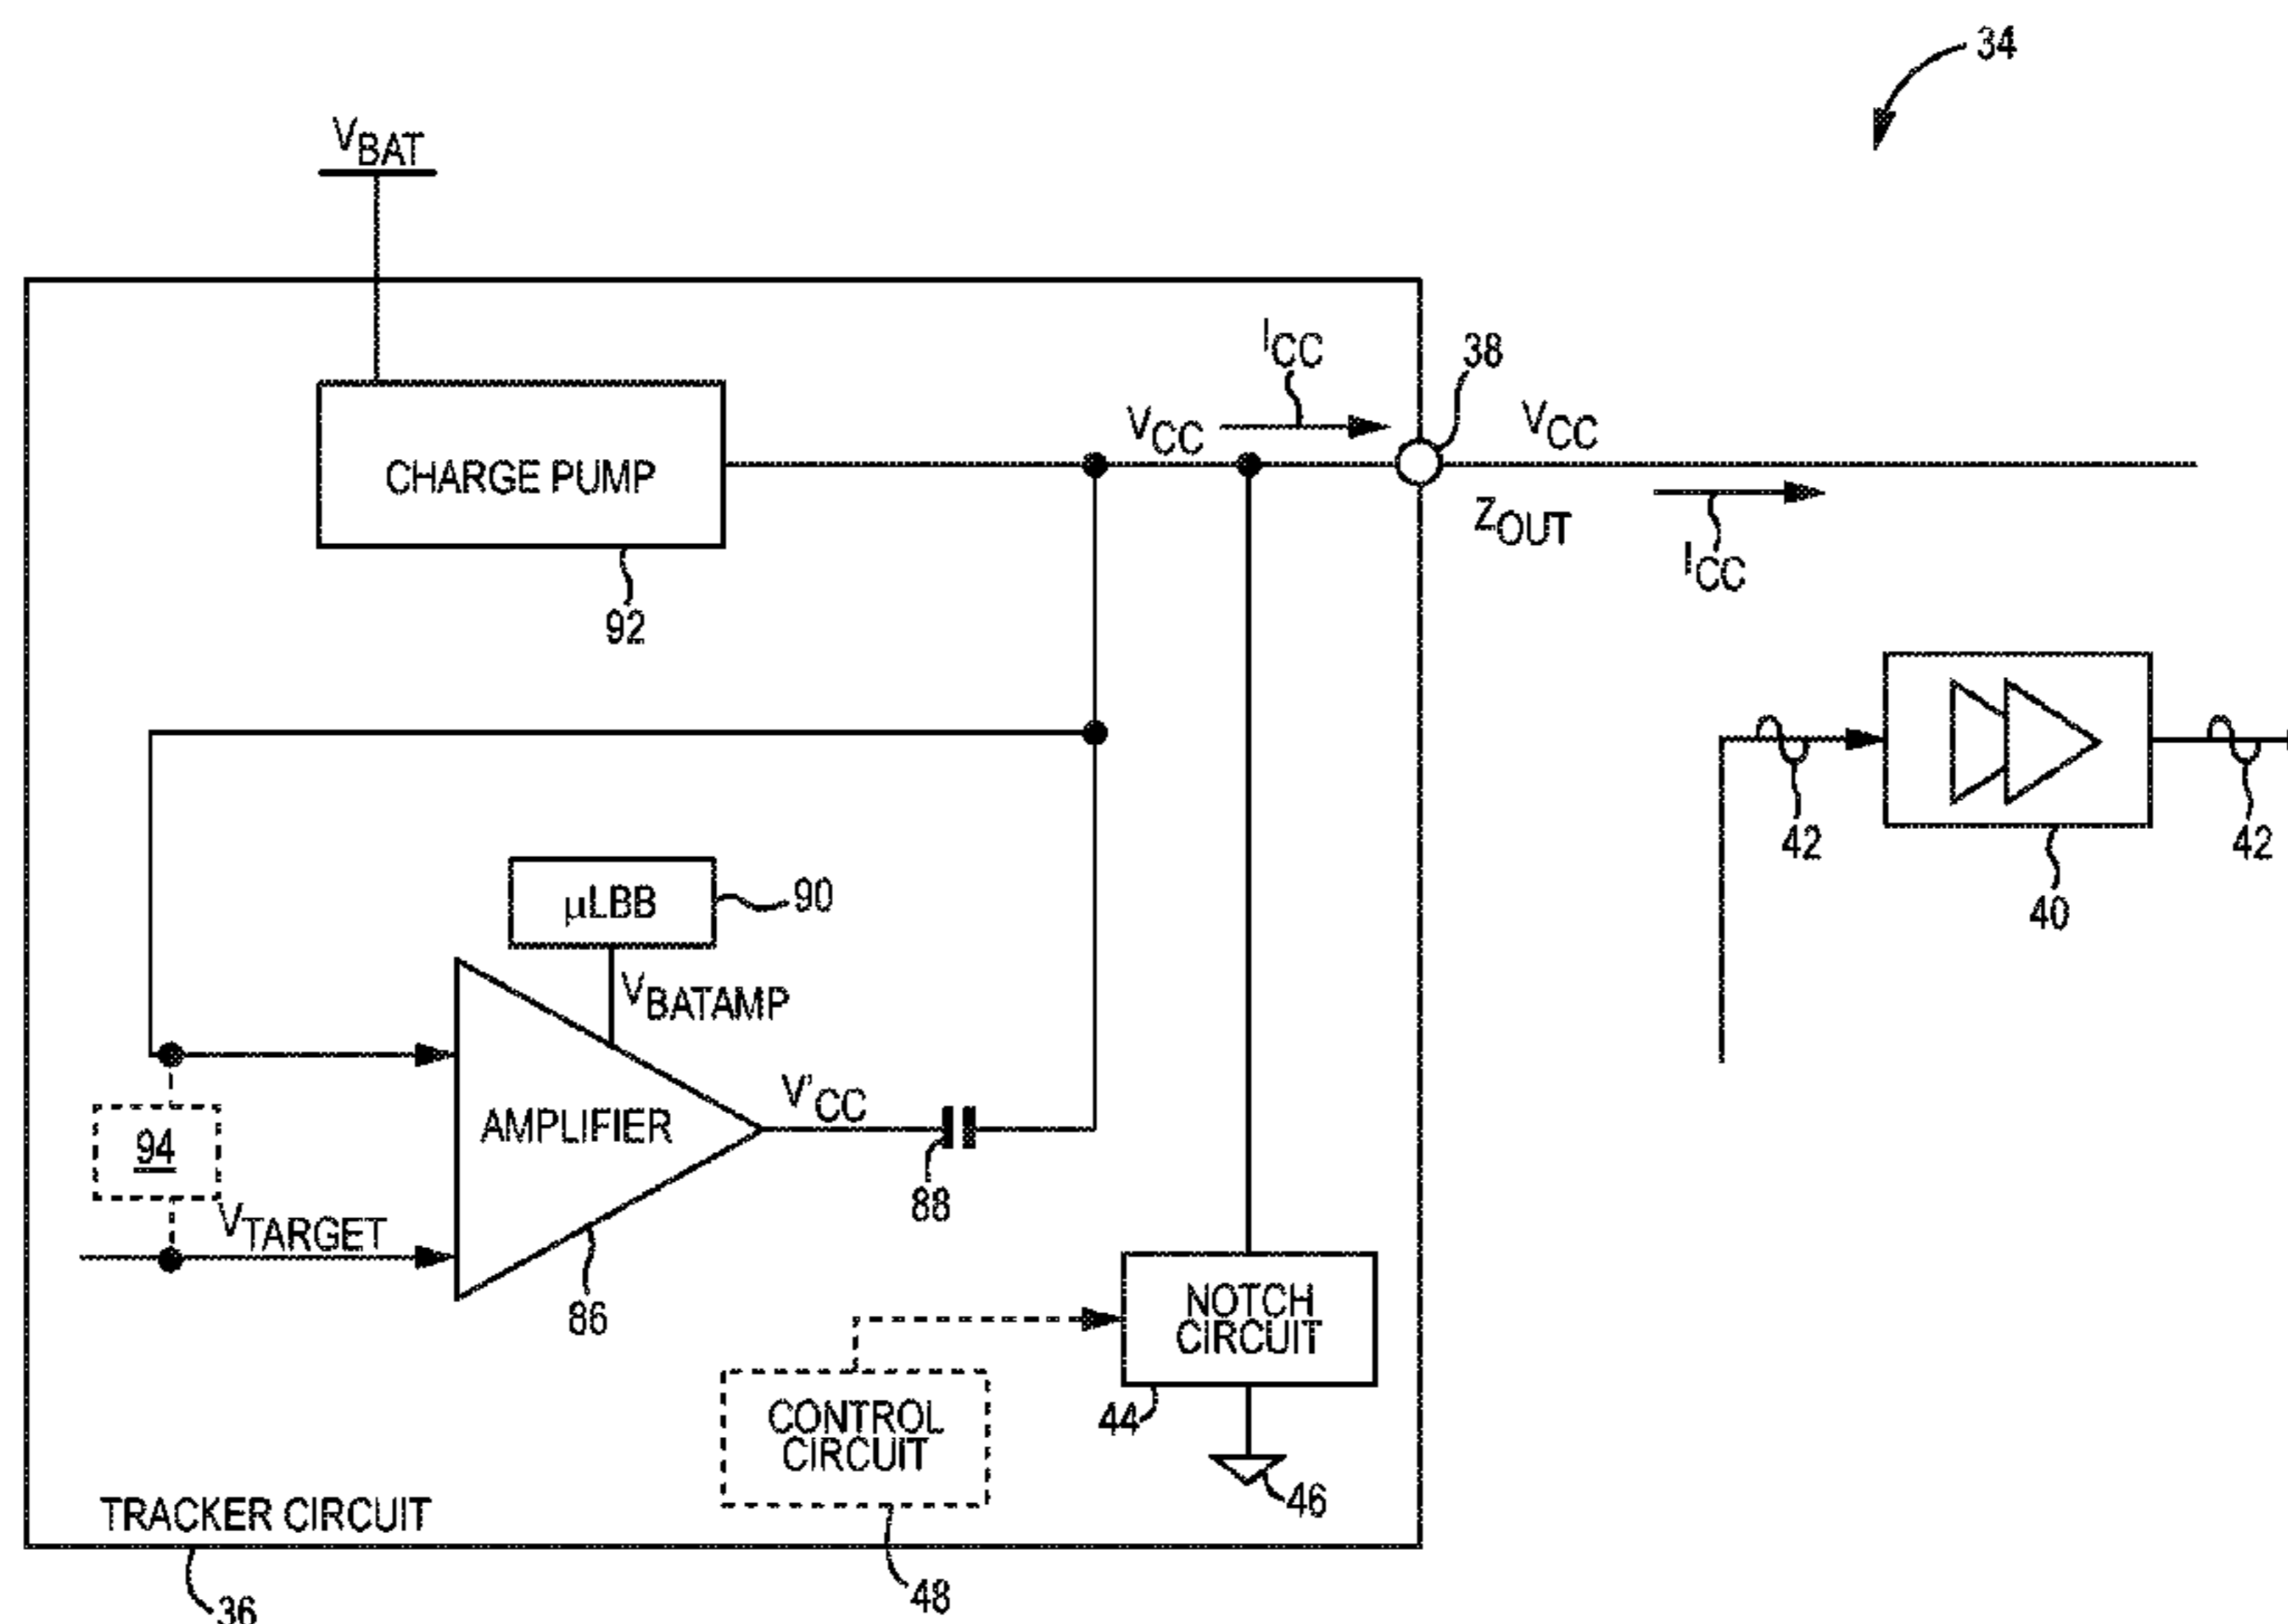 34
VBAT
ICC
38
VCC
VCC
CHARGE PUMP
ZOUT
ICC
92
42
40
42
µLBB
90
VBATAMP
V'CC
AMPLIFIER
94
88
VTARGET
86
NOTCH
CIRCUIT
CONTROL
CIRCUIT
44
46
TRACKER CIRCUIT
48
36